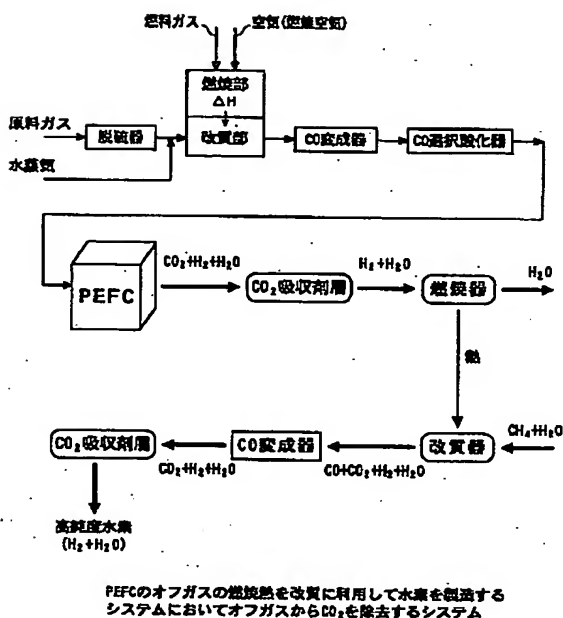 燃料ガス 空気(燃焼空気)
燃焼部
ΔH
原料ガス
脱硫器
改質部
CO変成器
CO選択酸化器
水蒸気
PEFC
CO₂+H₂+H₂O
CO₂吸収剤層
H₂+H₂O
燃焼器
H₂O
熱
CO₂吸収剤層
CO₂+H₂+H₂O
CO変成器
CO+CO₂+H₂+H₂O
改質器
CH₄+H₂O
高純度水素
(H₂+H₂O)
PEFCのオフガスの燃焼熱を改質に利用して水素を製造する
システムにおいてオフガスからCO₂を除去するシステム